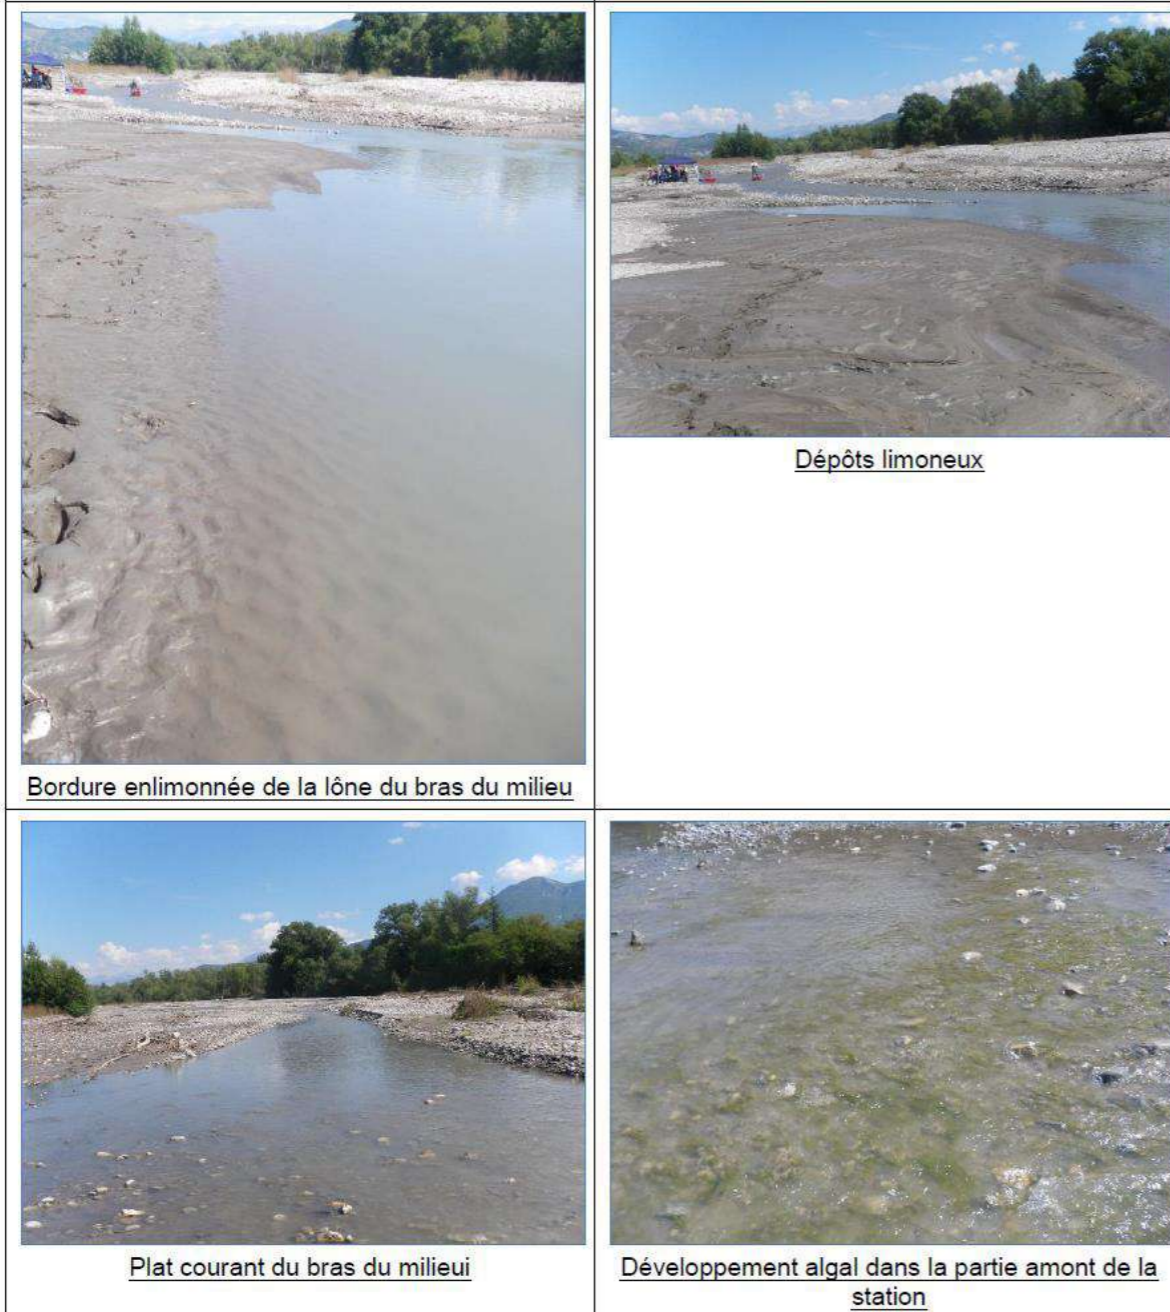 Dépôts limoneux
Bordure enlimonnée de la lône du bras du milieu
Plat courant du bras du milieui
Développement algal dans la partie amont de la
station